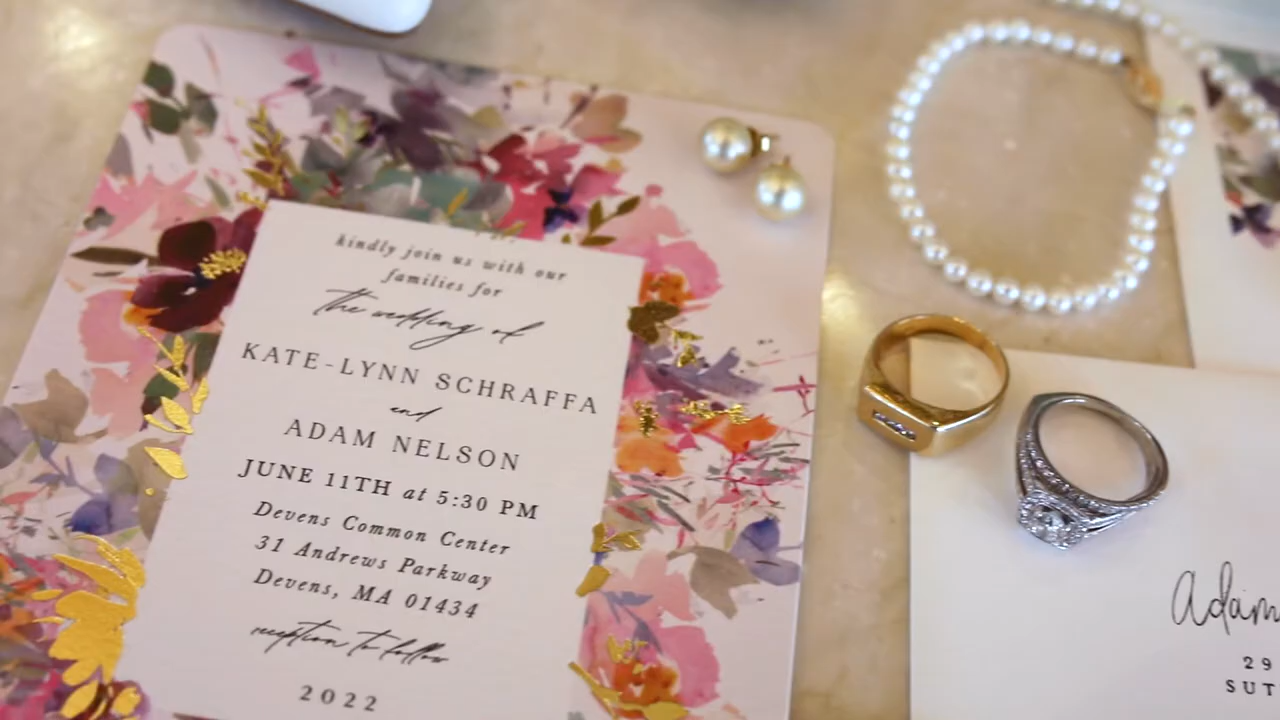 kindly join us with our
families for
the wedding of
KATE-LYNN SCHRAFFA
and
ADAM NELSON
JUNE 11TH at 5:30 PM
Devens Common Center
31 Andrews Parkway
Devens, MA 01434
reception to follow
2022
Adam
29
SUT